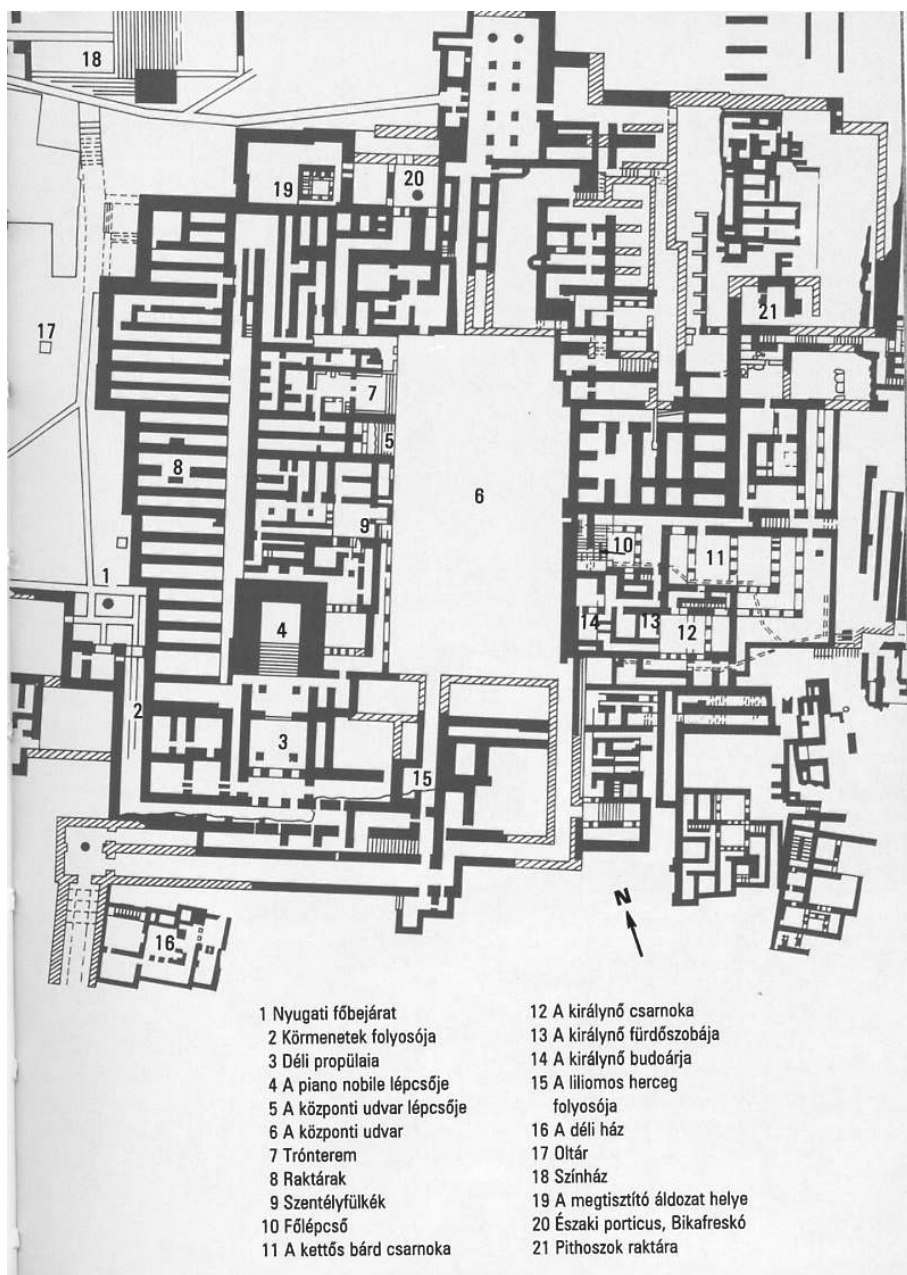 18
19
20
21
17
7
5
8
6
9
10
11
1
14
13
12
4
2
3
15
N
16
1 Nyugati főbejárat
2 Körmenetek folyosója
3 Déli propülaia
4 A piano nobile lépcsője
5 A központi udvar lépcsője
6 A központi udvar
7 Trónterem
8 Raktárak
9 Szentélyfülkék
10 Főlépcső
11 A kettős bárd csarnoka
12 A királynő csarnoka
13 A királynő fürdőszobája
14 A királynő budoárja
15 A liliomos herceg
folyosója
16 A déli ház
17 Oltár
18 Színház
19 A megtisztító áldozat helye
20 Északi porticus, Bikafreskó
21 Pithoszok raktára